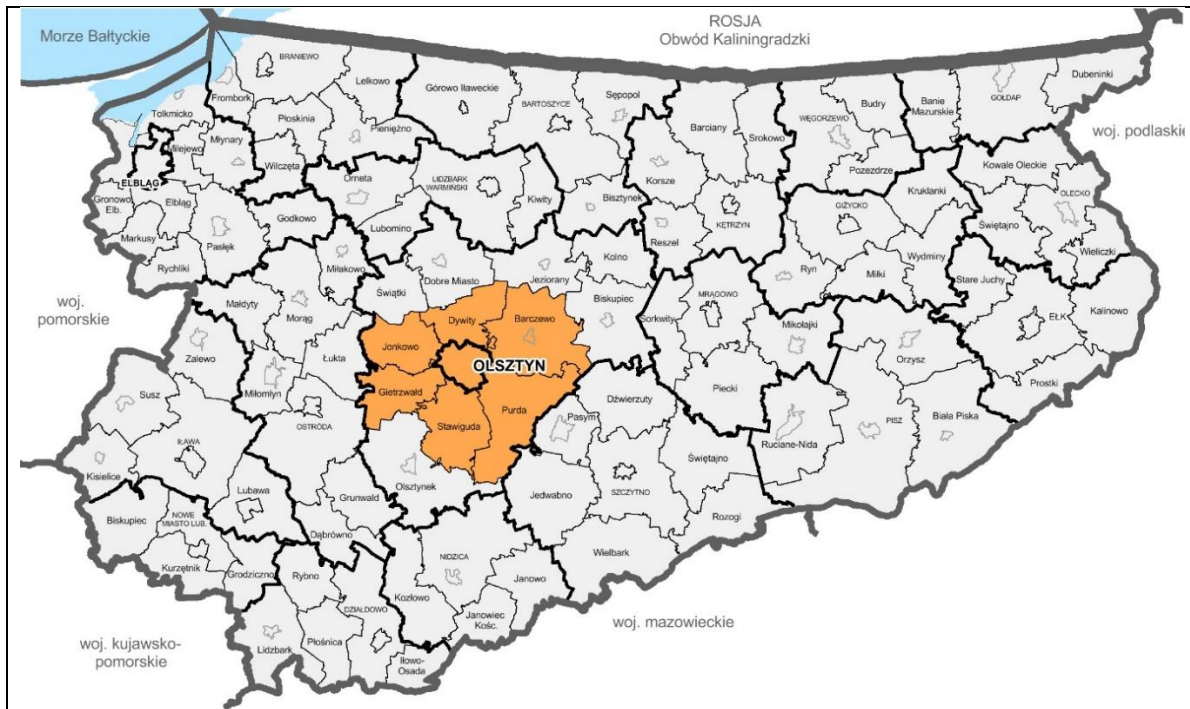 Morze Bałtyckie
ROSJA
Obwód Kaliningradzki
woj. podlaskie
BRANIEWO
Lelkowo
Frombork
Płoskinia
Pieniężno
Górowo Iławeckie
BARTOSZYCE
Sępopol
Barciany
Srokowo
WĘGORZEWO
Budry
Banie
Mazurskie
GOŁDAP
Dubeninki
Tolkmicko
Milejewo
Młynary
Wilczęta
Orneta
LIDZBARK
WARMIŃSKI
Kiwity
Bisztynek
Korsze
KĘTRZYN
Pozezdrze
Kruklanki
Kowale Oleckie
OLECKO
ELBLĄG
Gronowo
Elb.
Elbląg
Markusy
Pasłęk
Rychliki
Godkowo
Lubomino
Reszel
GIŻYCKO
Świętajno
Wieliczki
Miłakowo
Świątki
Dobre Miasto
Jeziorany
Kolno
Biskupiec
Ryn
Miłki
Wydminy
Stare Juchy
woj.
pomorskie
Małdyty
Morąg
Zalewo
Łukta
Miłomłyn
Jonkowo
Dywity
Barczewo
OLSZTYN
Sorkwity
MRĄGOWO
Mikołajki
Orzysz
EŁK
Kalinowo
Prostki
Susz
Kisielice
IŁAWA
OSTRÓDA
Gietrzwałd
Stawiguda
Purda
Pasym
Dźwierzuty
Piecki
Ruciane-Nida
PISZ
Biała Piska
Lubawa
Grunwald
Olsztynek
Jedwabno
SZCZYTNO
Świętajno
Rozogi
Biskupiec
NOWE
MIASTO LUB.
Kurzętnik
Grodziczno
Dąbrówno
Rybno
DZIAŁDOWO
Kozłowo
NIDZICA
Janowo
Wielbark
Janowiec
Kośc.
Lidzbark
Płośnica
Iłowo-
Osada
woj. kujawsko-
pomorskie
woj. mazowieckie